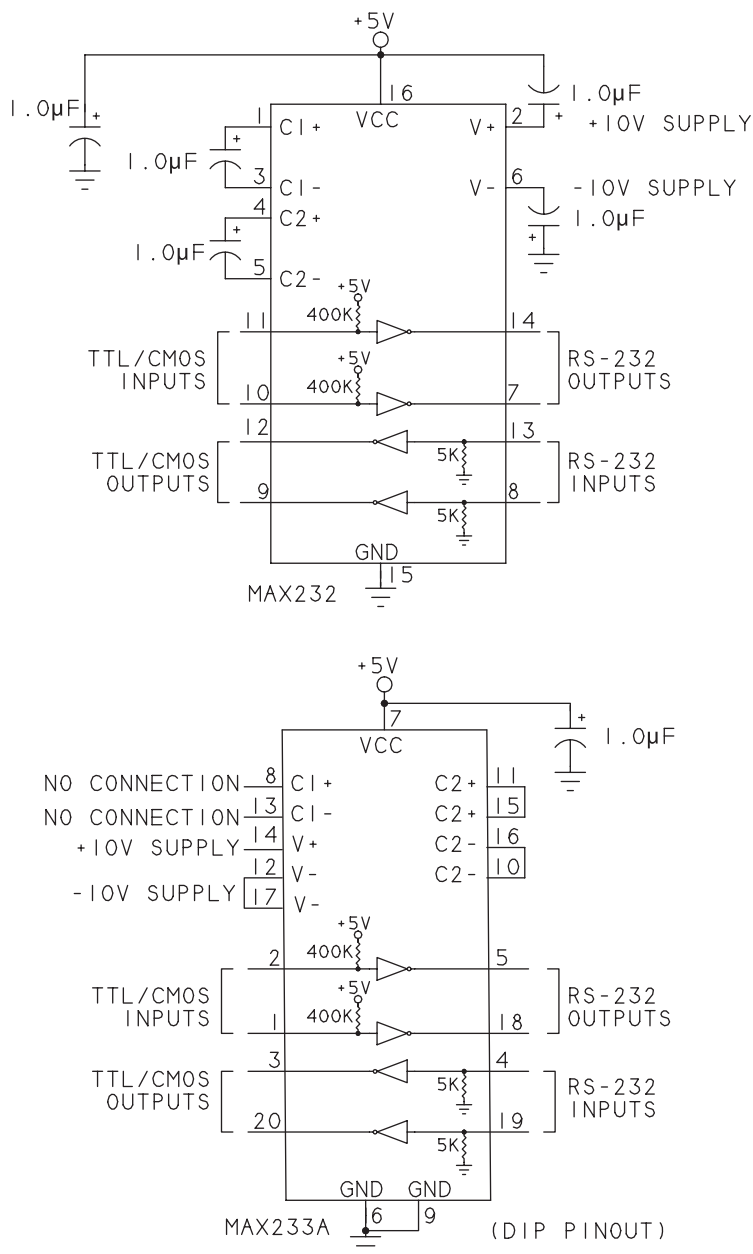 +5V
1.0µF
16
1.0µF
1
C1+
VCC
V+
2
+10V SUPPLY
1.0µF
3
C1-
V-
6
-10V SUPPLY
4
C2+
1.0µF
1.0µF
5
C2-
+5V
400K
11
14
TTL/CMOS
INPUTS
RS-232
OUTPUTS
+5V
400K
10
7
12
13
TTL/CMOS
OUTPUTS
5K
RS-232
INPUTS
9
8
5K
GND
15
MAX232
+5V
7
VCC
1.0µF
NO CONNECTION
8
C1+
C2+
11
NO CONNECTION
13
C1-
C2+
15
+10V SUPPLY
14
V+
C2-
16
-10V SUPPLY
12
V-
C2-
10
17
V-
+5V
400K
2
5
TTL/CMOS
INPUTS
RS-232
OUTPUTS
+5V
400K
1
18
3
4
TTL/CMOS
OUTPUTS
5K
RS-232
INPUTS
20
19
5K
GND
GND
6
9
MAX233A
(DIP PINOUT)